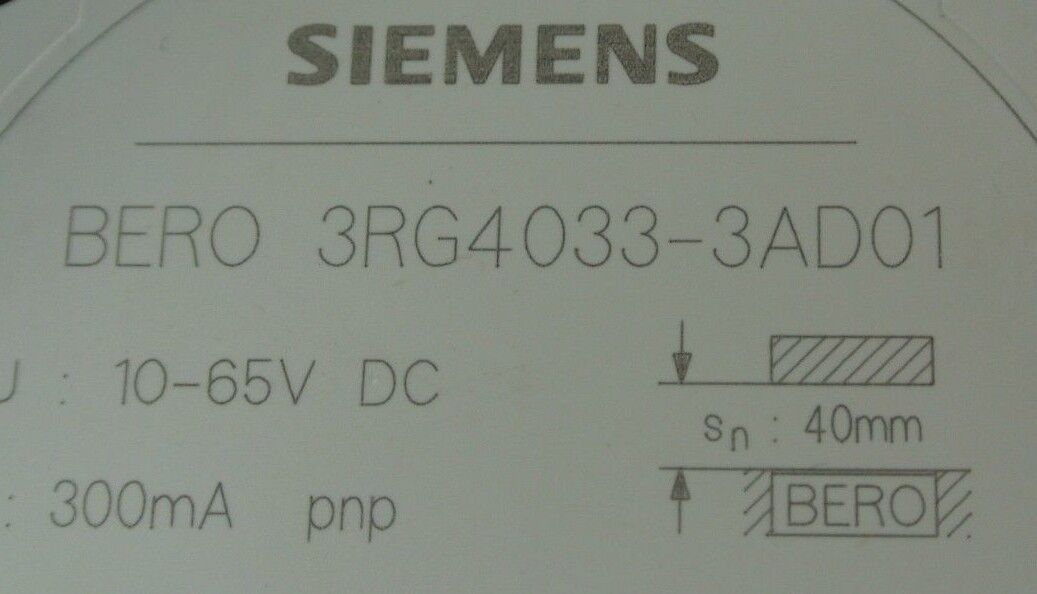 SIEMENS
BERO 3RG4033-3AD01
U : 10-65V DC
sn : 40mm
: 300mA pnp
BERO